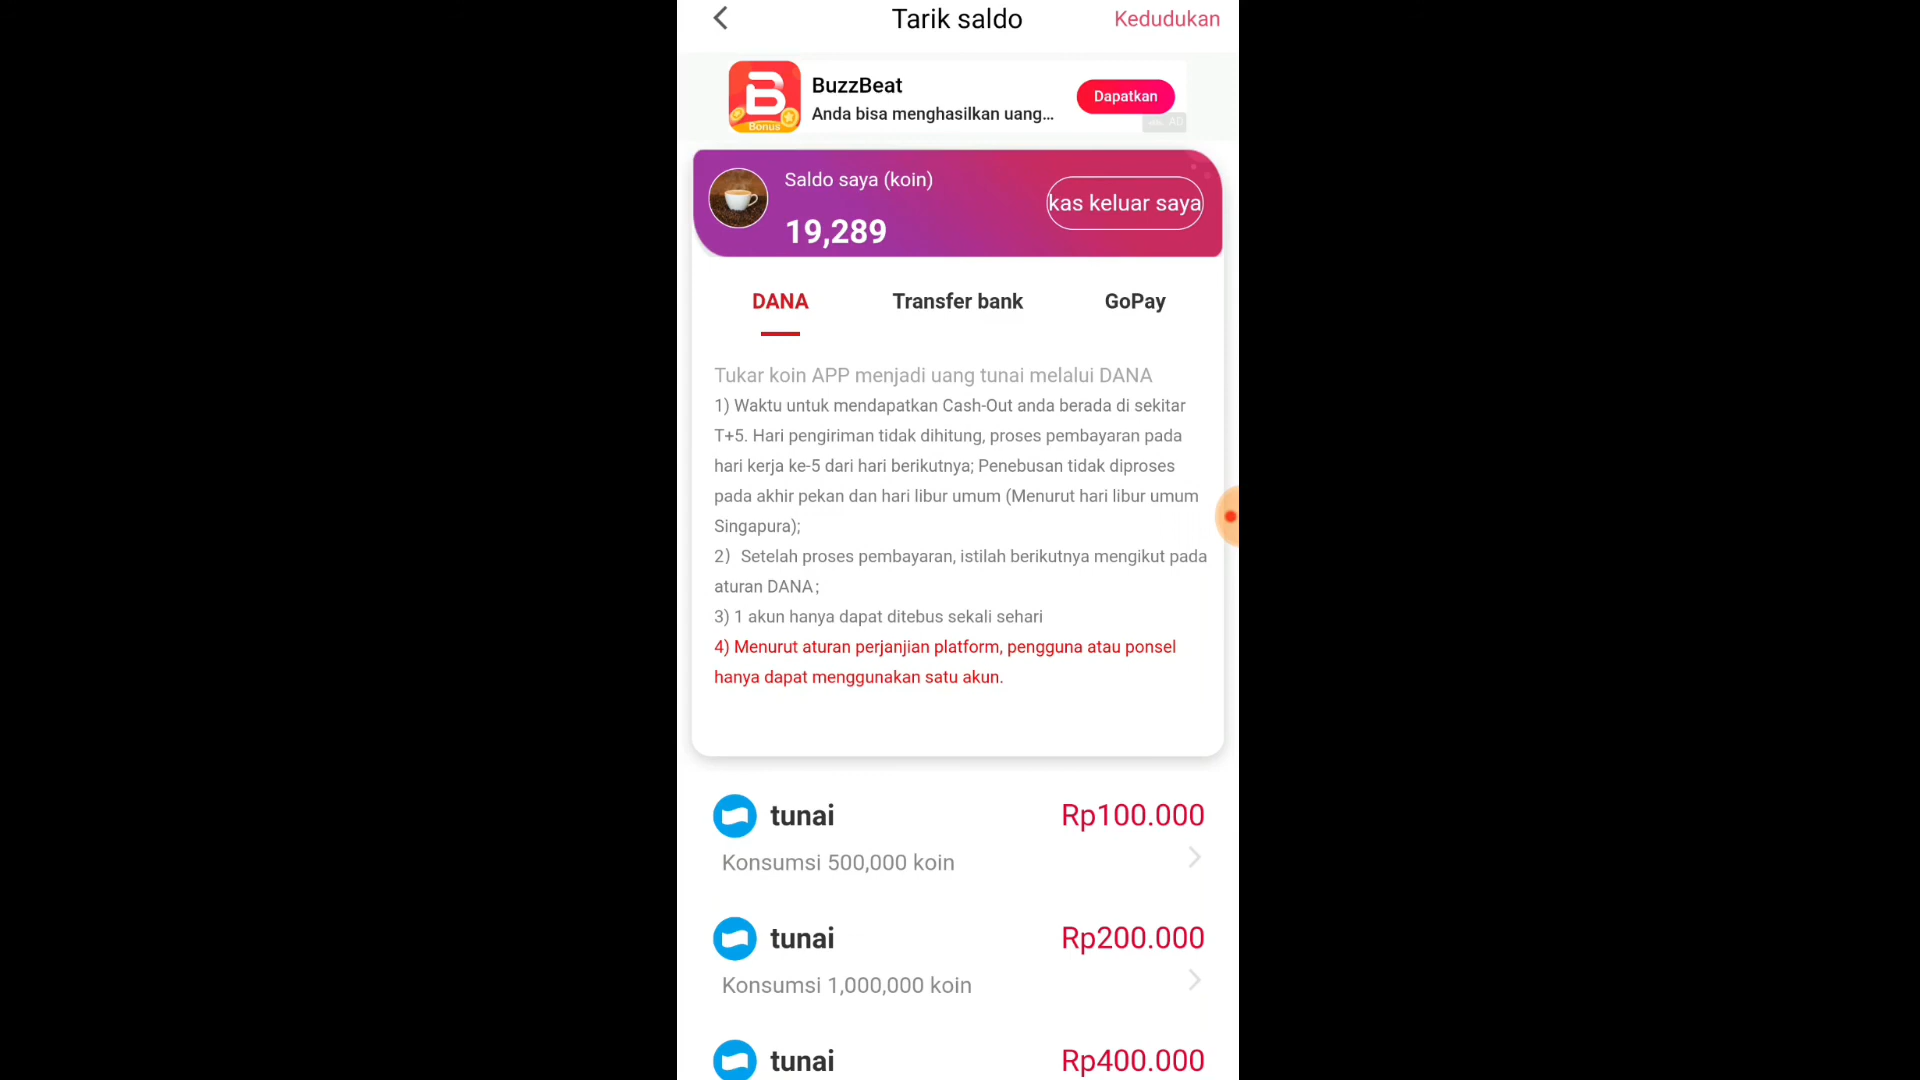 Tarik saldo
Kedudukan
BuzzBeat
Anda bisa menghasilkan uang...
Dapatkan
Bonus
AD
Saldo saya (koin)
19,289
kas keluar saya
DANA
Transfer bank
GoPay
Tukar koin APP menjadi uang tunai melalui DANA
1) Waktu untuk mendapatkan Cash-Out anda berada di sekitar
T+5. Hari pengiriman tidak dihitung, proses pembayaran pada
hari kerja ke-5 dari hari berikutnya; Penebusan tidak diproses
pada akhir pekan dan hari libur umum (Menurut hari libur umum
Singapura);
2） Setelah proses pembayaran, istilah berikutnya mengikut pada
aturan DANA；
3) 1 akun hanya dapat ditebus sekali sehari
4) Menurut aturan perjanjian platform, pengguna atau ponsel
hanya dapat menggunakan satu akun.
tunai
Rp100.000
Konsumsi 500,000 koin
tunai
Rp200.000
Konsumsi 1,000,000 koin
tunai
Rp400.000